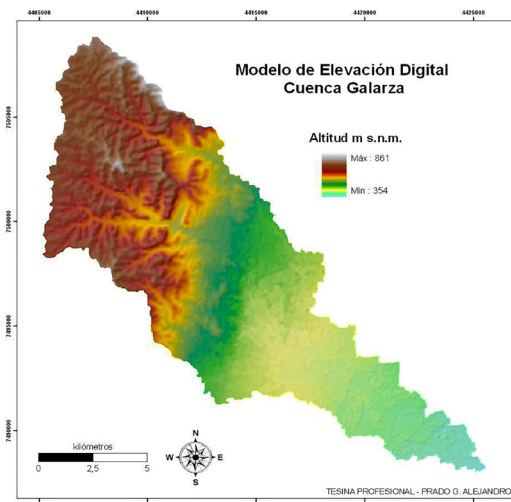 4405000 4410000 4415000 4420000 4425000
Modelo de Elevación Digital
Cuenca Galarza
Altitud m s.n.m.
Máx : 861
Mín : 354
7505000
7500000
7495000
7490000
kilómetros
0 2,5 5
N
W E
S
TESINA PROFESIONAL - PRADO G. ALEJANDRO